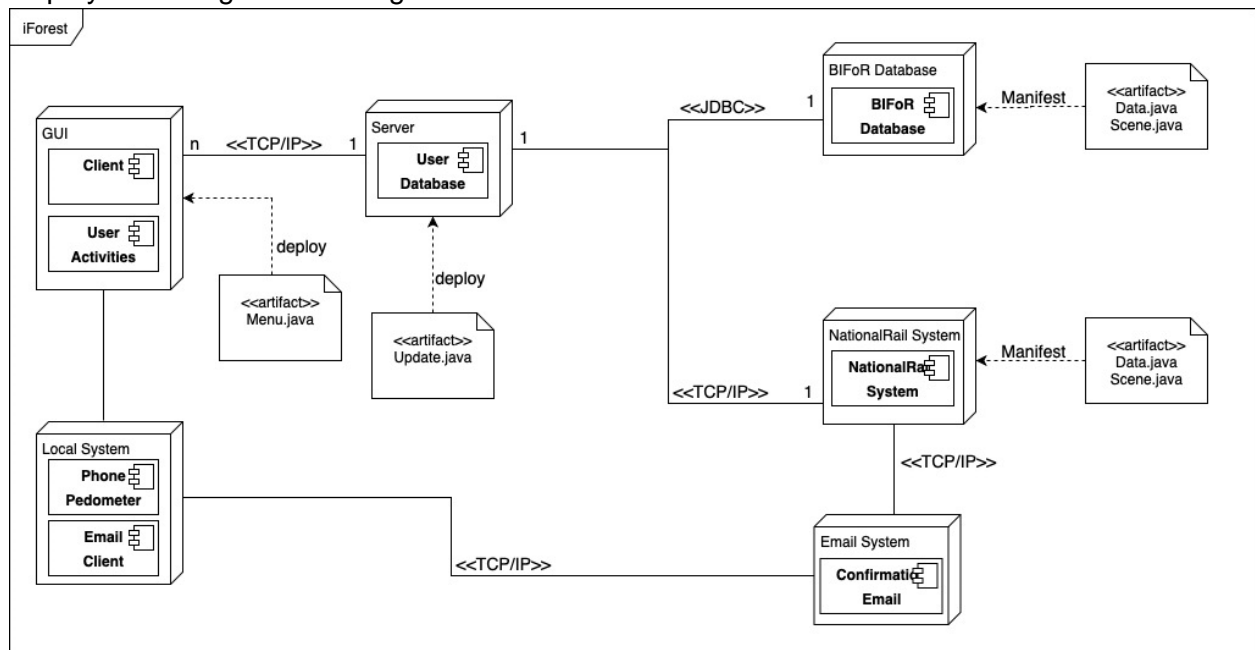 iForest
GUI
Client
User
Activities
n
<<TCP/IP>>
1
Server
User
Database
1
<<JDBC>>
1
BIFoR Database
BIFoR
Database
Manifest
<<artifact>>
Data.java
Scene.java
deploy
<<artifact>>
Menu.java
deploy
<<artifact>>
Update.java
<<TCP/IP>>
1
NationalRail System
NationalRa
System
Manifest
<<artifact>>
Data.java
Scene.java
<<TCP/IP>>
Local System
Phone
Pedometer
Email
Client
<<TCP/IP>>
Email System
Confirmatio
Email